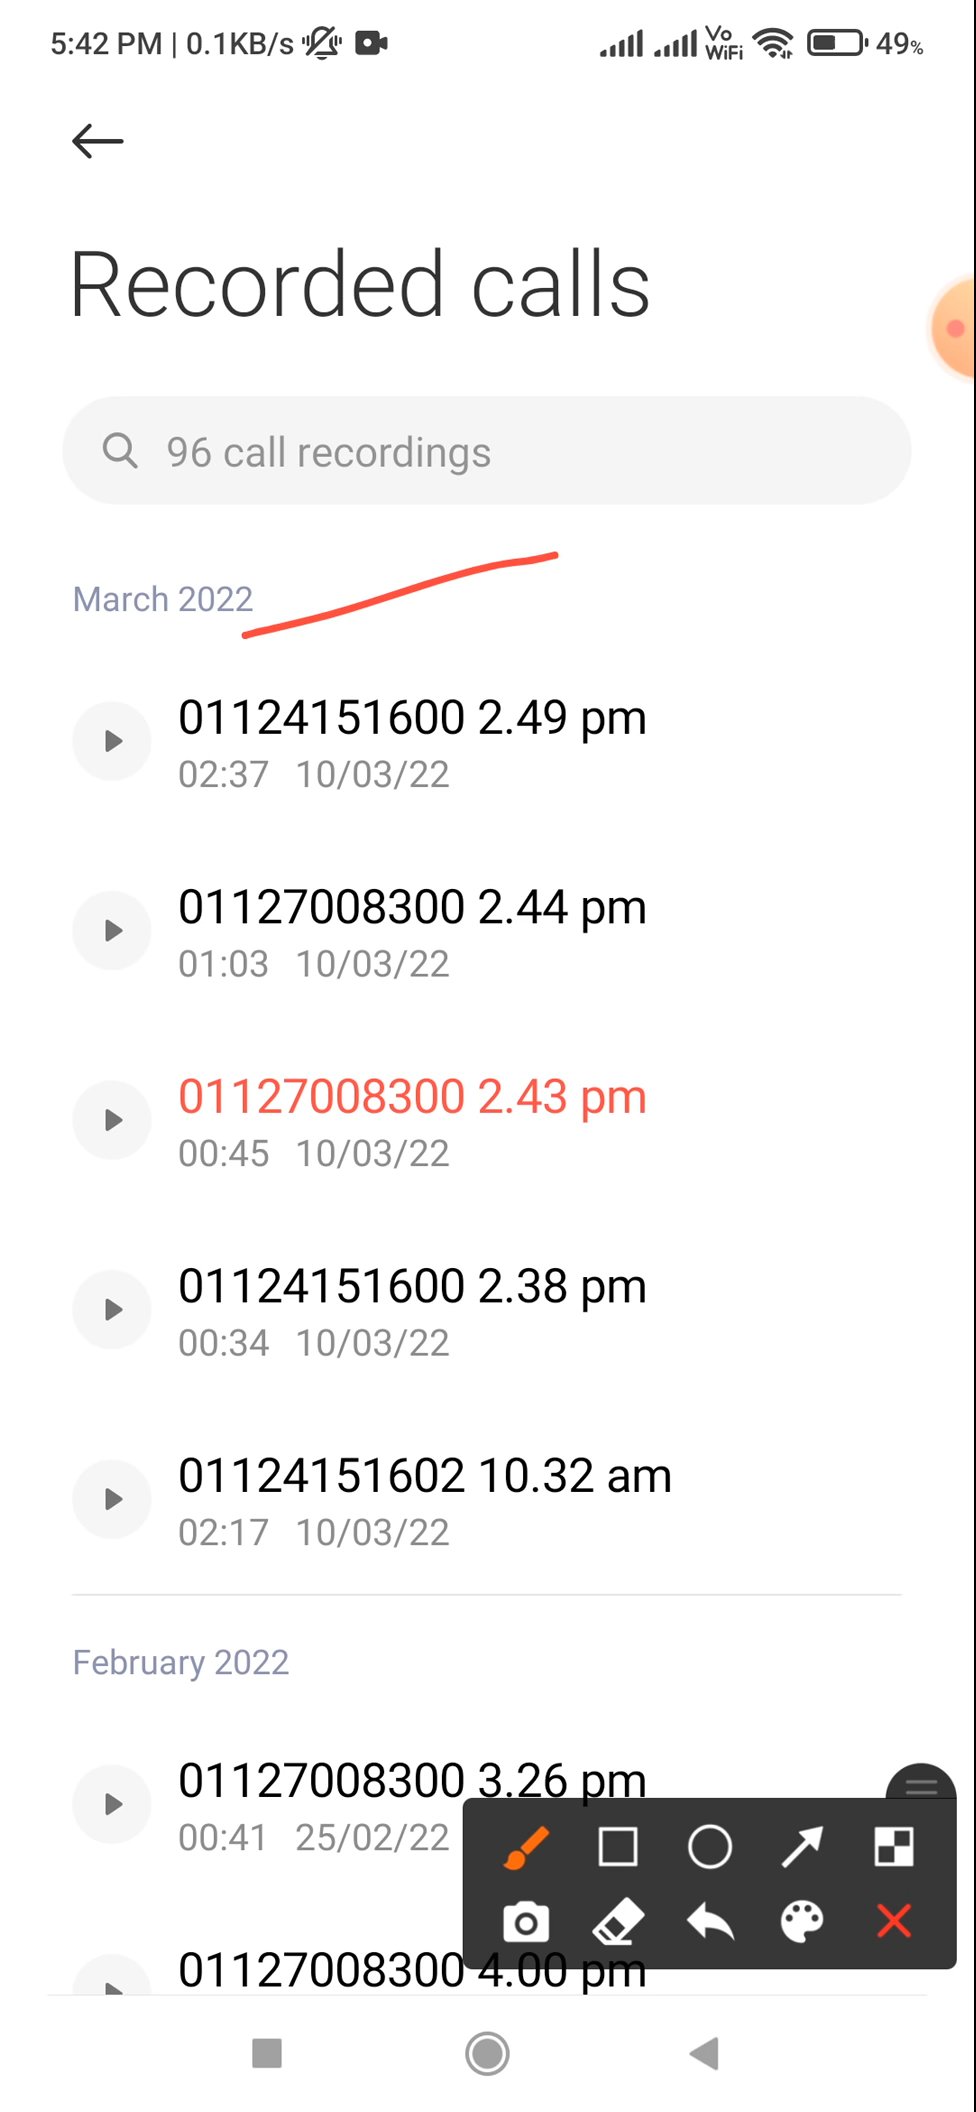 5:42 PM | 0.1KB/s Vo WiFi 49%
Recorded calls
96 call recordings
March 2022
01124151600 2.49 pm
02:37 10/03/22
01127008300 2.44 pm
01:03 10/03/22
01127008300 2.43 pm
00:45 10/03/22
01124151600 2.38 pm
00:34 10/03/22
01124151602 10.32 am
02:17 10/03/22
February 2022
01127008300 3.26 pm
00:41 25/02/22
01127008300 4.00 pm